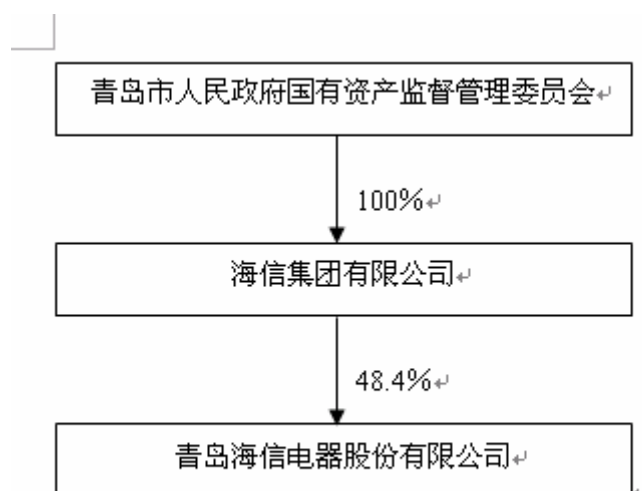 青岛市人民政府国有资产监督管理委员会
100%
海信集团有限公司
48.4%
青岛海信电器股份有限公司